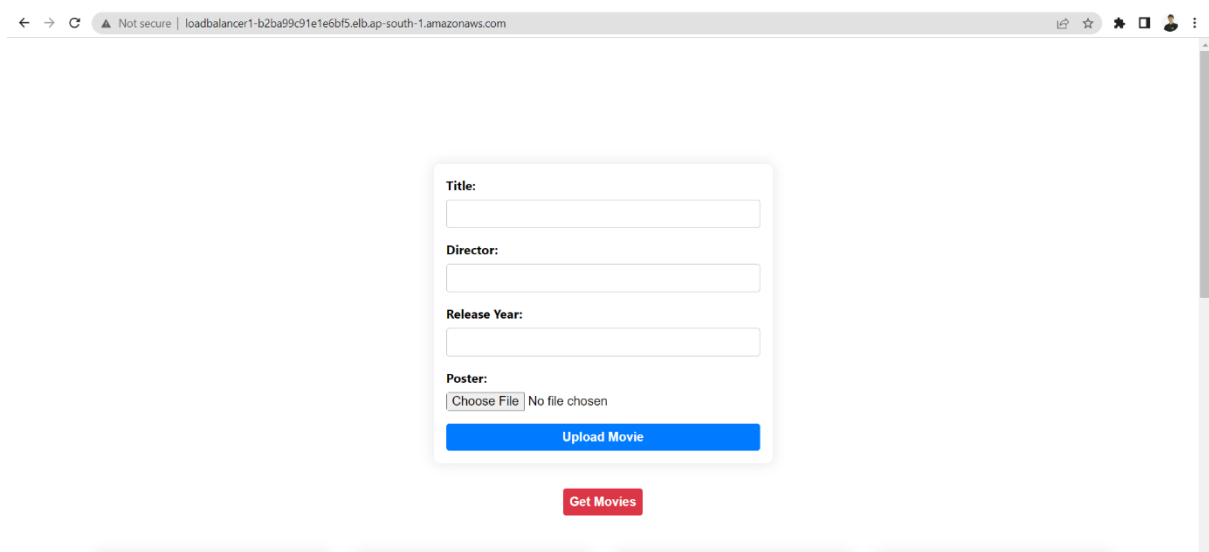 Not secure | loadbalancer1-b2ba99c91e1e6bf5.elb.ap-south-1.amazonaws.com
Title:
Director:
Release Year:
Poster:
Choose File No file chosen
Upload Movie
Get Movies